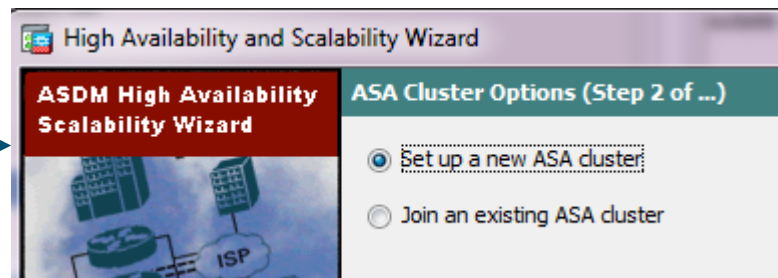 High Availability and Scalability Wizard
ASDM High Availability
Scalability Wizard
ASA Cluster Options (Step 2 of ...)
Set up a new ASA cluster
Join an existing ASA cluster
ISP